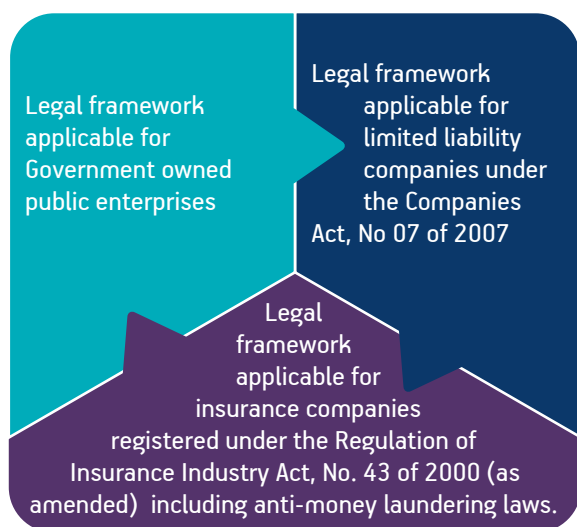 Legal framework
applicable for
Government owned
public enterprises
Legal framework
applicable for
limited liability
companies under
the Companies
Act, No 07 of 2007
Legal
framework
applicable for
insurance companies
registered under the Regulation of
Insurance Industry Act, No. 43 of 2000 (as
amended) including anti-money laundering laws.